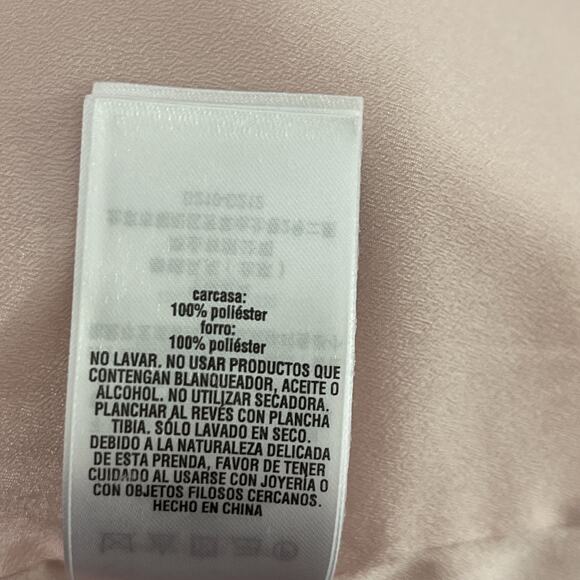 carcasa:
100% poliéster
forro:
100% poliéster
NO LAVAR. NO USAR PRODUCTOS QUE
CONTENGAN BLANQUEADOR, ACEITE O
ALCOHOL. NO UTILIZAR SECADORA.
PLANCHAR AL REVÉS CON PLANCHA
TIBIA. SÓLO LAVADO EN SECO.
DEBIDO A LA NATURALEZA DELICADA
DE ESTA PRENDA, FAVOR DE TENER
CUIDADO AL USARSE CON JOYERÍA O
CON OBJETOS FILOSOS CERCANOS.
HECHO EN CHINA